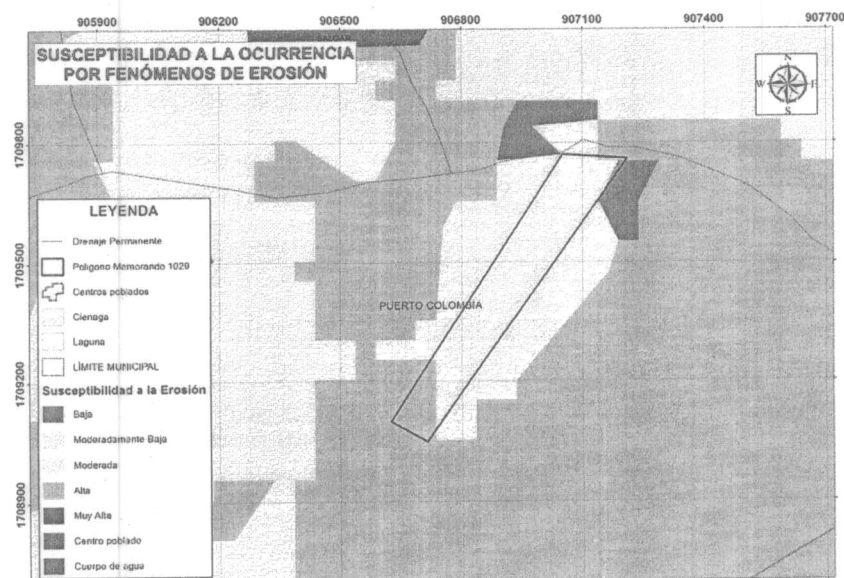 905900 906200 906500 906800 907100 907400 907700
SUSCEPTIBILIDAD A LA OCURRENCIA
POR FENÓMENOS DE EROSIÓN
N
W E
S
1709800
1709500
1709200
1708900
LEYENDA
Drenaje Permanente
Polígono Memorando 1029
Centros poblados
Cienaga
Laguna
LÍMITE MUNICIPAL
Susceptibilidad a la Erosión
Baja
Moderadamente Baja
Moderada
Alta
Muy Alta
Centro poblado
Cuerpo de agua
PUERTO COLOMBIA